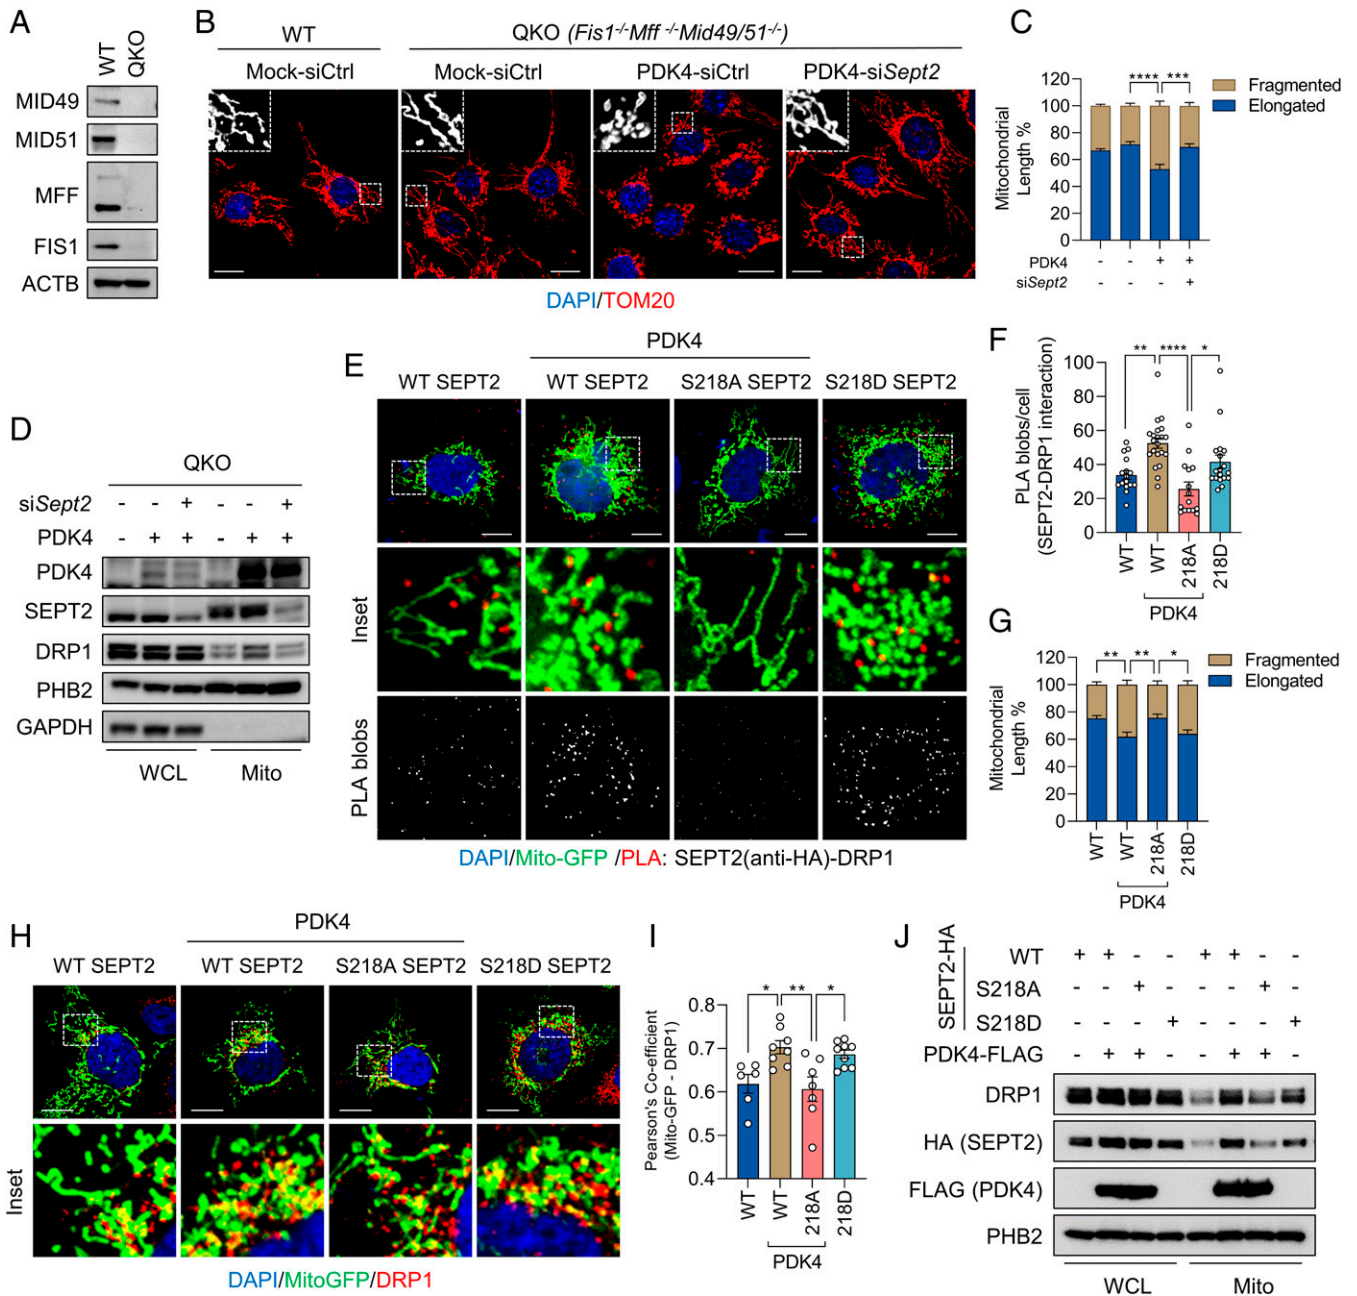 A
WT
QKO
MID49
MID51
MFF
FIS1
ACTB
B
WT
QKO (Fis1-/-Mff -/-Mid49/51-/-)
Mock-siCtrl
Mock-siCtrl
PDK4-siCtrl
PDK4-siSept2
DAPI/TOM20
C
**** ***
Fragmented
Elongated
Mitochondrial
Length %
120
100
80
60
40
20
0
PDK4 - - + +
siSept2 - - - +
D
QKO
siSept2 - - + - - +
PDK4 - + + - + +
PDK4
SEPT2
DRP1
PHB2
GAPDH
WCL Mito
E
PDK4
WT SEPT2
WT SEPT2
S218A SEPT2
S218D SEPT2
Inset
PLA blobs
DAPI/Mito-GFP /PLA: SEPT2(anti-HA)-DRP1
F
** **** *
PLA blobs/cell
(SEPT2-DRP1 interaction)
100
80
60
40
20
0
WT
WT
218A
218D
PDK4
G
** ** *
Fragmented
Elongated
Mitochondrial
Length %
120
100
80
60
40
20
0
WT
WT
218A
218D
PDK4
H
PDK4
WT SEPT2
WT SEPT2
S218A SEPT2
S218D SEPT2
Inset
DAPI/MitoGFP/DRP1
I
* ** *
Pearson's Co-efficient
(Mito-GFP - DRP1)
0.8
0.7
0.6
0.5
0.4
WT
WT
218A
218D
PDK4
J
SEPT2-HA
WT + + - - + + - -
S218A - - + - - - + -
S218D - - - + - - - +
PDK4-FLAG - + + - - + + -
DRP1
HA (SEPT2)
FLAG (PDK4)
PHB2
WCL Mito